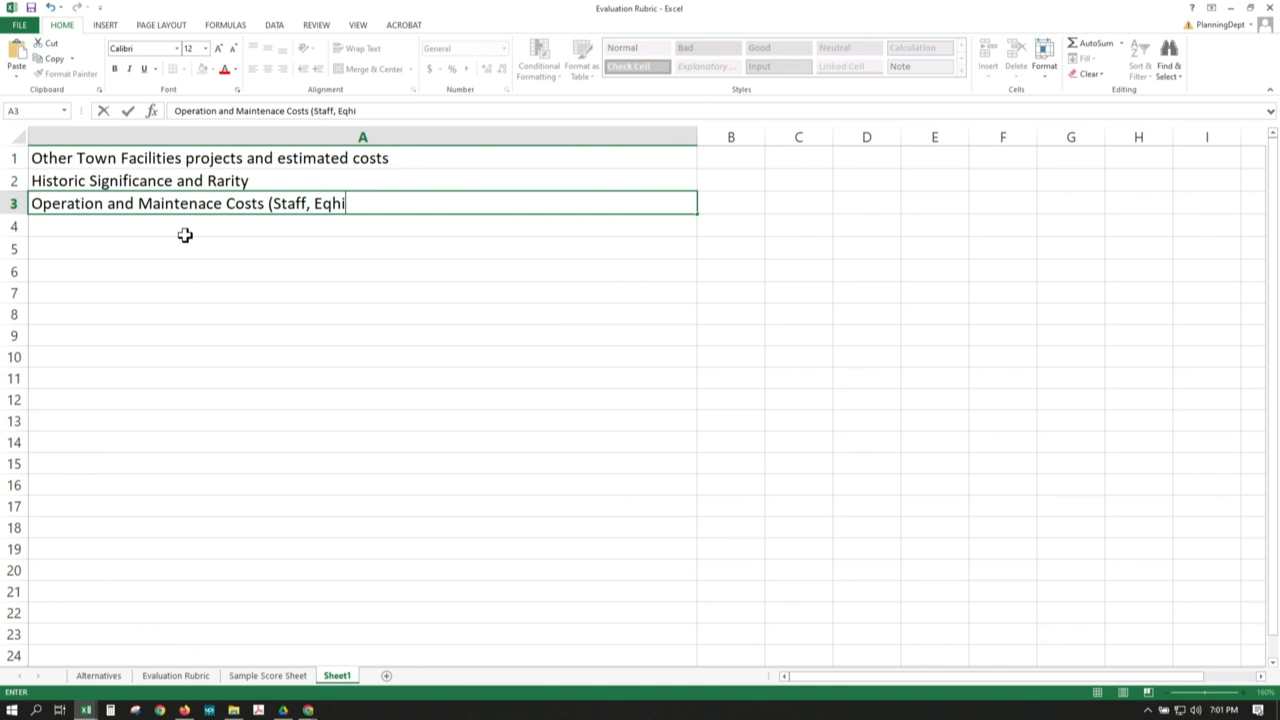 Evaluation Rubric - Excel
FILE HOME INSERT PAGE LAYOUT FORMULAS DATA REVIEW VIEW ACROBAT PlanningDept
Paste Cut Copy Format Painter
Calibri 12 B I U
Wrap Text Merge & Center
General $ % ,
Conditional Formatting Format as Table
Normal Bad Good Neutral Calculation
Check Cell Explanatory ... Input Linked Cell Note
Insert Delete Format
AutoSum Fill Clear Sort & Filter Find & Select
Clipboard Font Alignment Number Styles Cells Editing
A3 fx Operation and Maintenace Costs (Staff, Eqhi
A B C D E F G H I
1 Other Town Facilities projects and estimated costs
2 Historic Significance and Rarity
3 Operation and Maintenace Costs (Staff, Eqhi
4
5
6
7
8
9
10
11
12
13
14
15
16
17
18
19
20
21
22
23
24
Alternatives Evaluation Rubric Sample Score Sheet Sheet1
ENTER 160%
7:01 PM